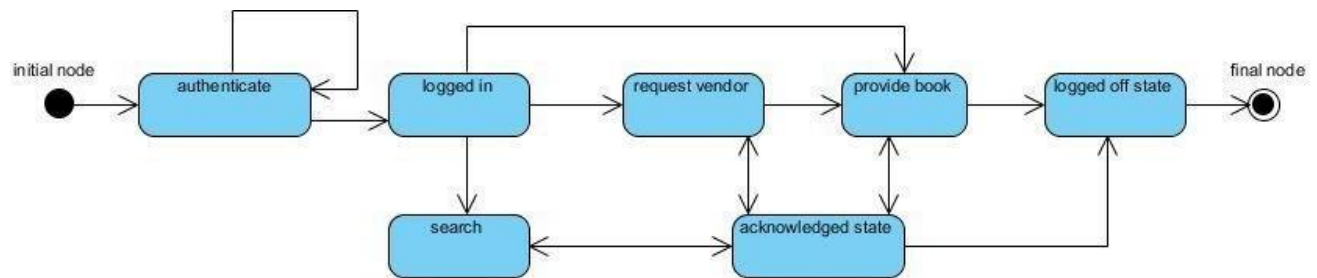 initial node
authenticate
logged in
request vendor
provide book
logged off state
final node
search
acknowledged state